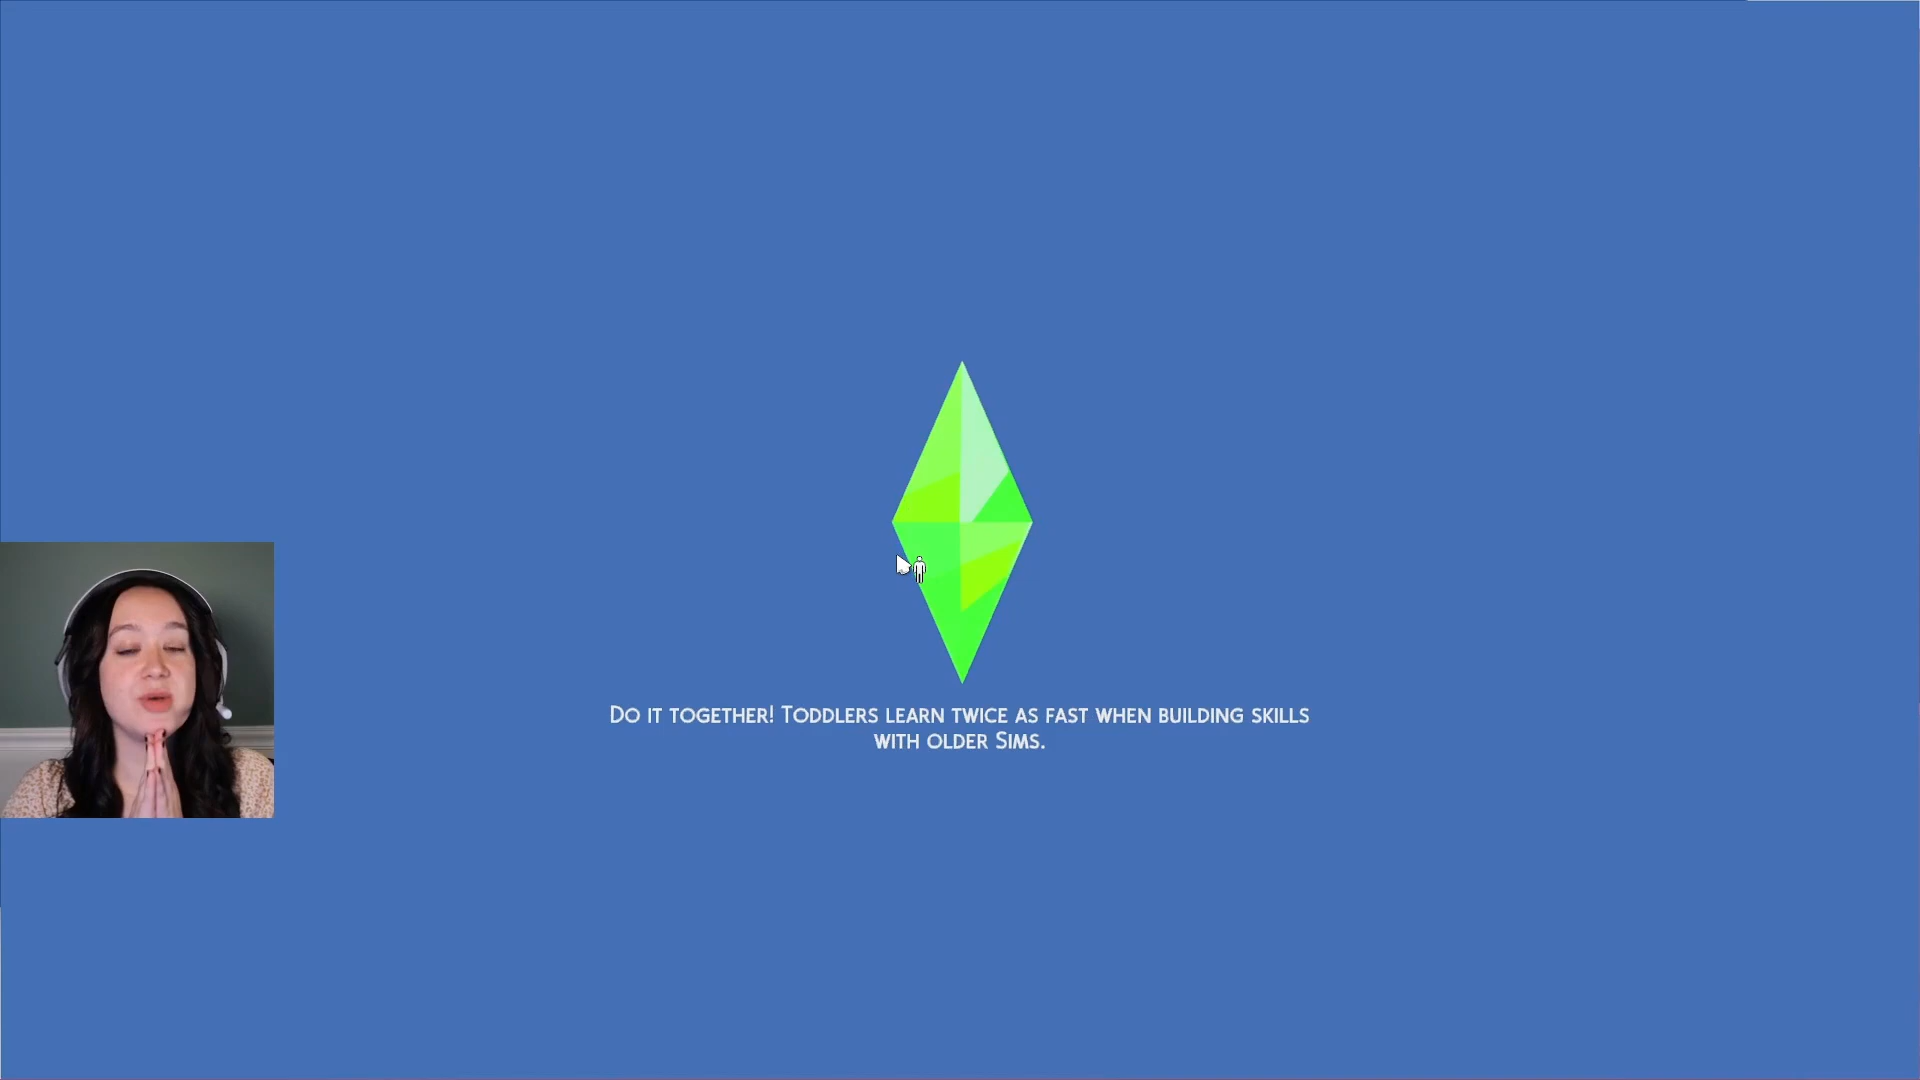 Do it together! Toddlers learn twice as fast when building skills
with older Sims.